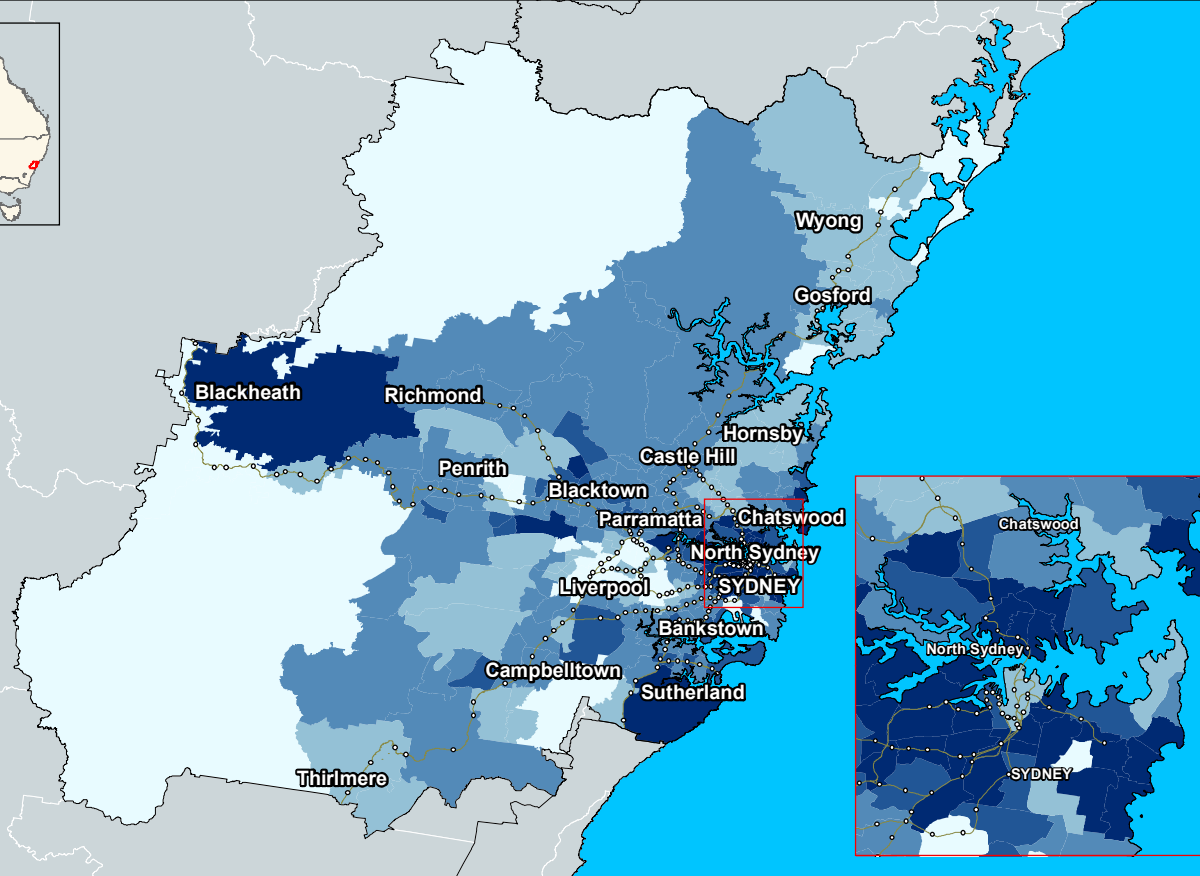 Wyong
Gosford
Blackheath
Richmond
Hornsby
Castle Hill
Penrith
Blacktown
Parramatta
Chatswood
North Sydney
Liverpool
SYDNEY
Bankstown
Campbelltown
Sutherland
Thirlmere
Chatswood
North Sydney
SYDNEY